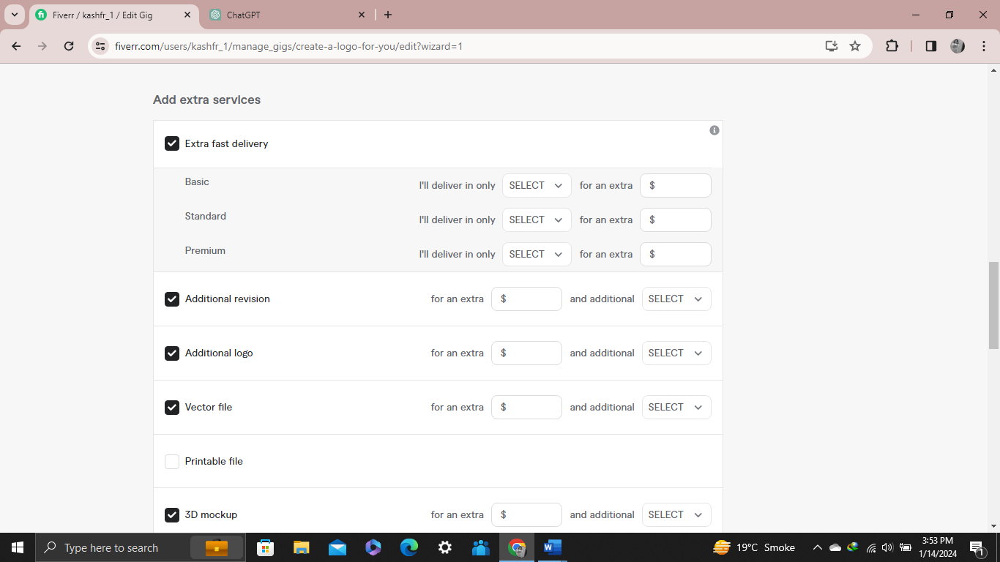 Fiverr / kashfr_1 / Edit Gig
ChatGPT
fiverr.com/users/kashfr_1/manage_gigs/create-a-logo-for-you/edit?wizard=1
Add extra services
Extra fast delivery
Basic I'll deliver in only SELECT for an extra $
Standard I'll deliver in only SELECT for an extra $
Premium I'll deliver in only SELECT for an extra $
Additional revision for an extra $ and additional SELECT
Additional logo for an extra $ and additional SELECT
Vector file for an extra $ and additional SELECT
Printable file
3D mockup for an extra $ and additional SELECT
Type here to search
19°C Smoke
3:53 PM
1/14/2024
1